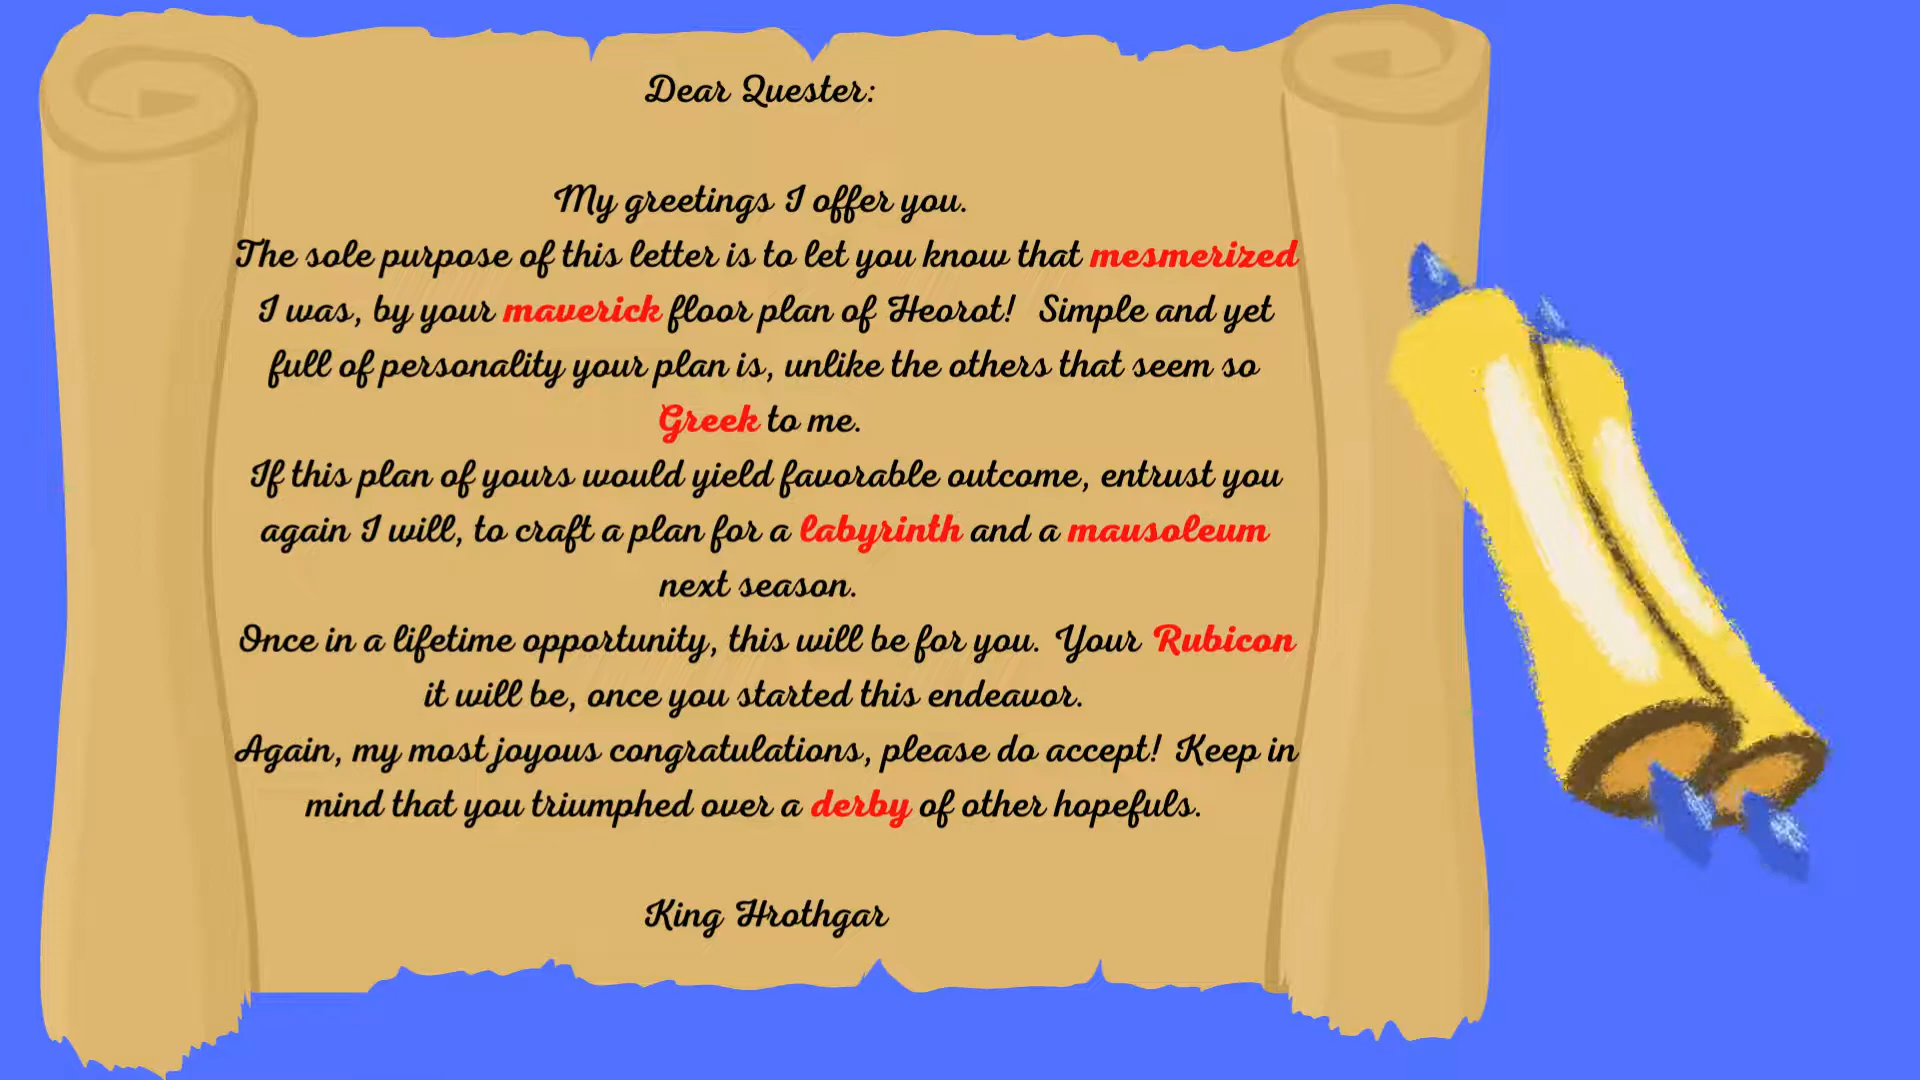 Dear Quester:
My greetings I offer you.
The sole purpose of this letter is to let you know that mesmerized
I was, by your maverick floor plan of Heorot! Simple and yet
full of personality your plan is, unlike the others that seem so
Greek to me.
If this plan of yours would yield favorable outcome, entrust you
again I will, to craft a plan for a labyrinth and a mausoleum
next season.
Once in a lifetime opportunity, this will be for you. Your Rubicon
it will be, once you started this endeavor.
Again, my most joyous congratulations, please do accept! Keep in
mind that you triumphed over a derby of other hopefuls.
King Hrothgar